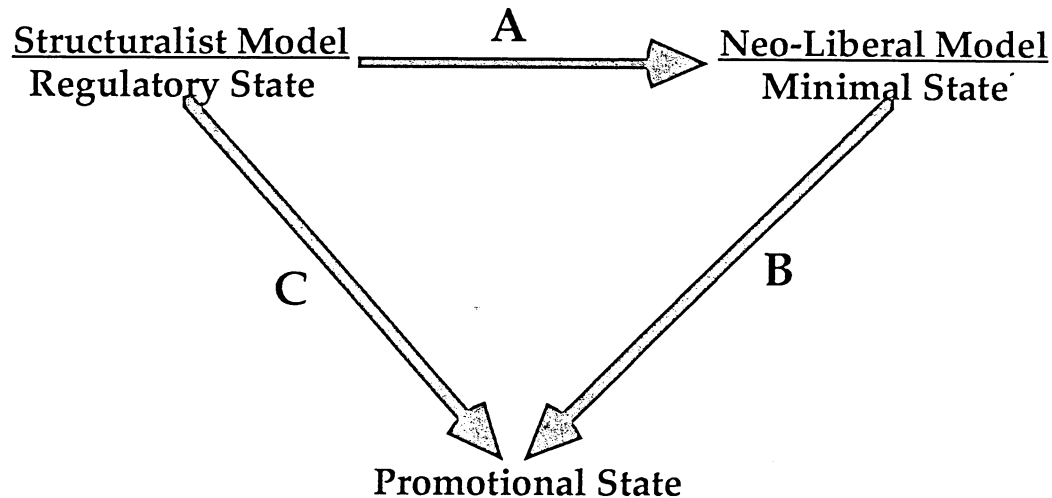 A
Structuralist Model
Regulatory State
Neo-Liberal Model
Minimal State
C
B
Promotional State